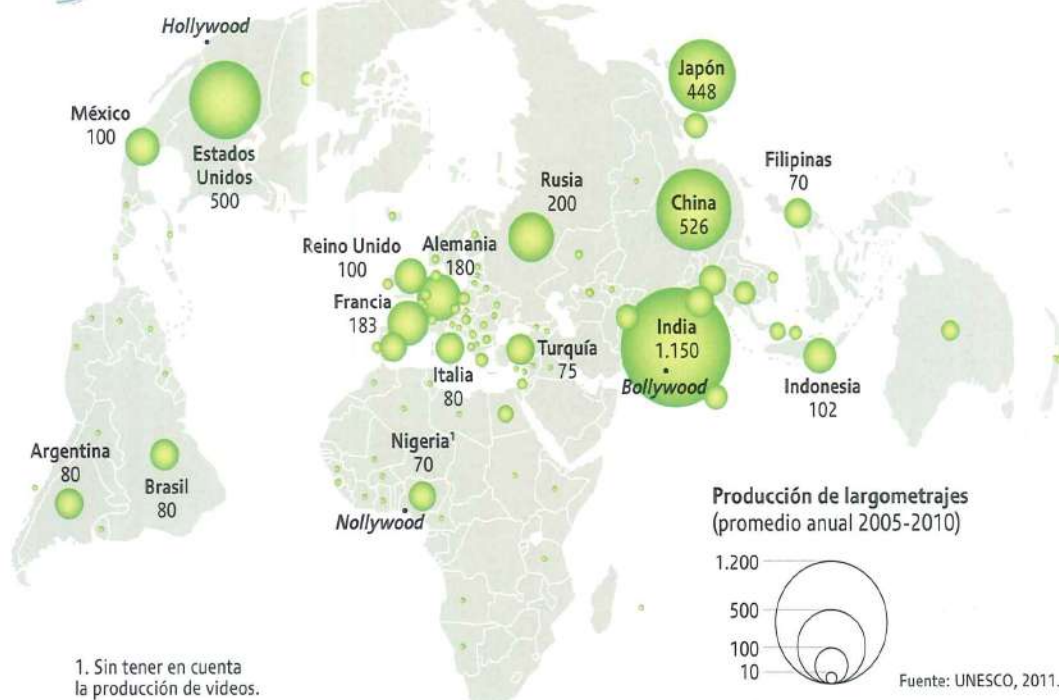 Hollywood
México
100
Estados
Unidos
500
Japón
448
Filipinas
70
Rusia
200
China
526
Reino Unido
100
Alemania
180
Francia
183
Italia
80
Turquía
75
India
1.150
Bollywood
Indonesia
102
Argentina
80
Brasil
80
Nigeria¹
70
Nollywood
Producción de largometrajes
(promedio anual 2005-2010)
1.200
500
100
10
1. Sin tener en cuenta
la producción de videos.
Fuente: UNESCO, 2011.